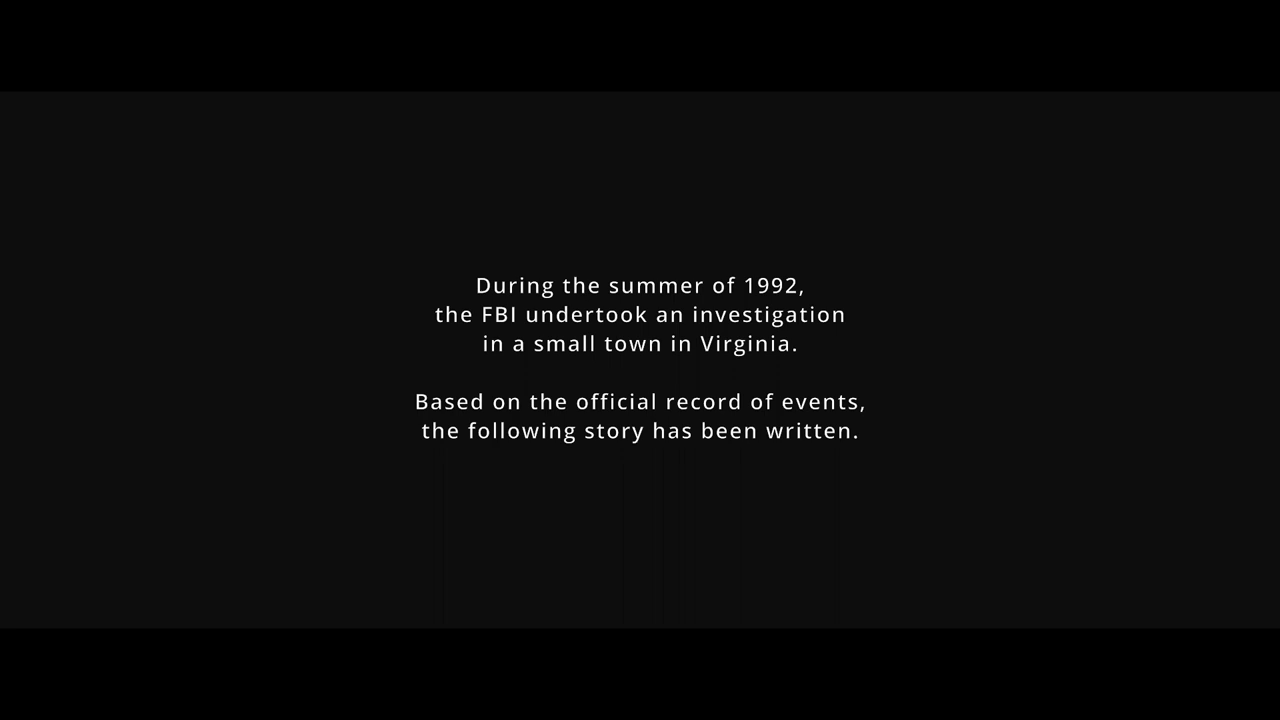 During the summer of 1992,
the FBI undertook an investigation
in a small town in Virginia.
Based on the official record of events,
the following story has been written.